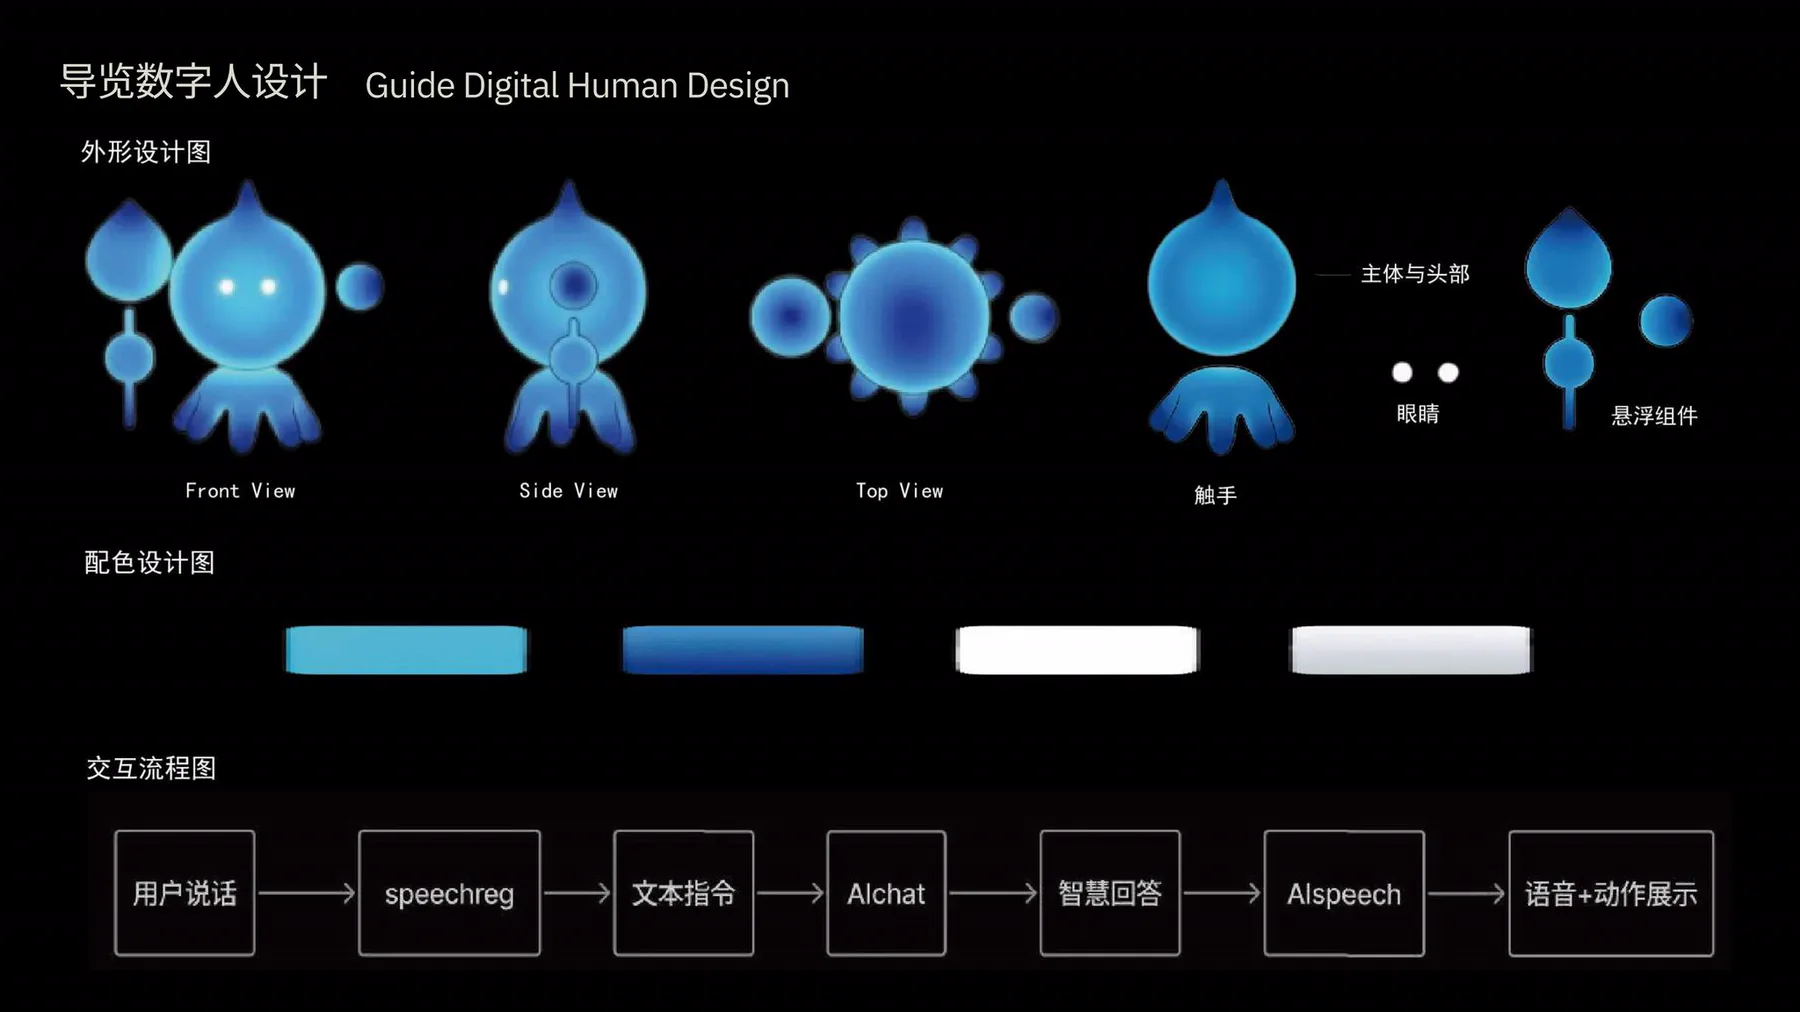 导览数字人设计 Guide Digital Human Design
外形设计图
主体与头部
眼睛
悬浮组件
Front View
Side View
Top View
触手
配色设计图
交互流程图
用户说话
speechreg
文本指令
AIchat
智慧回答
AIspeech
语音+动作展示